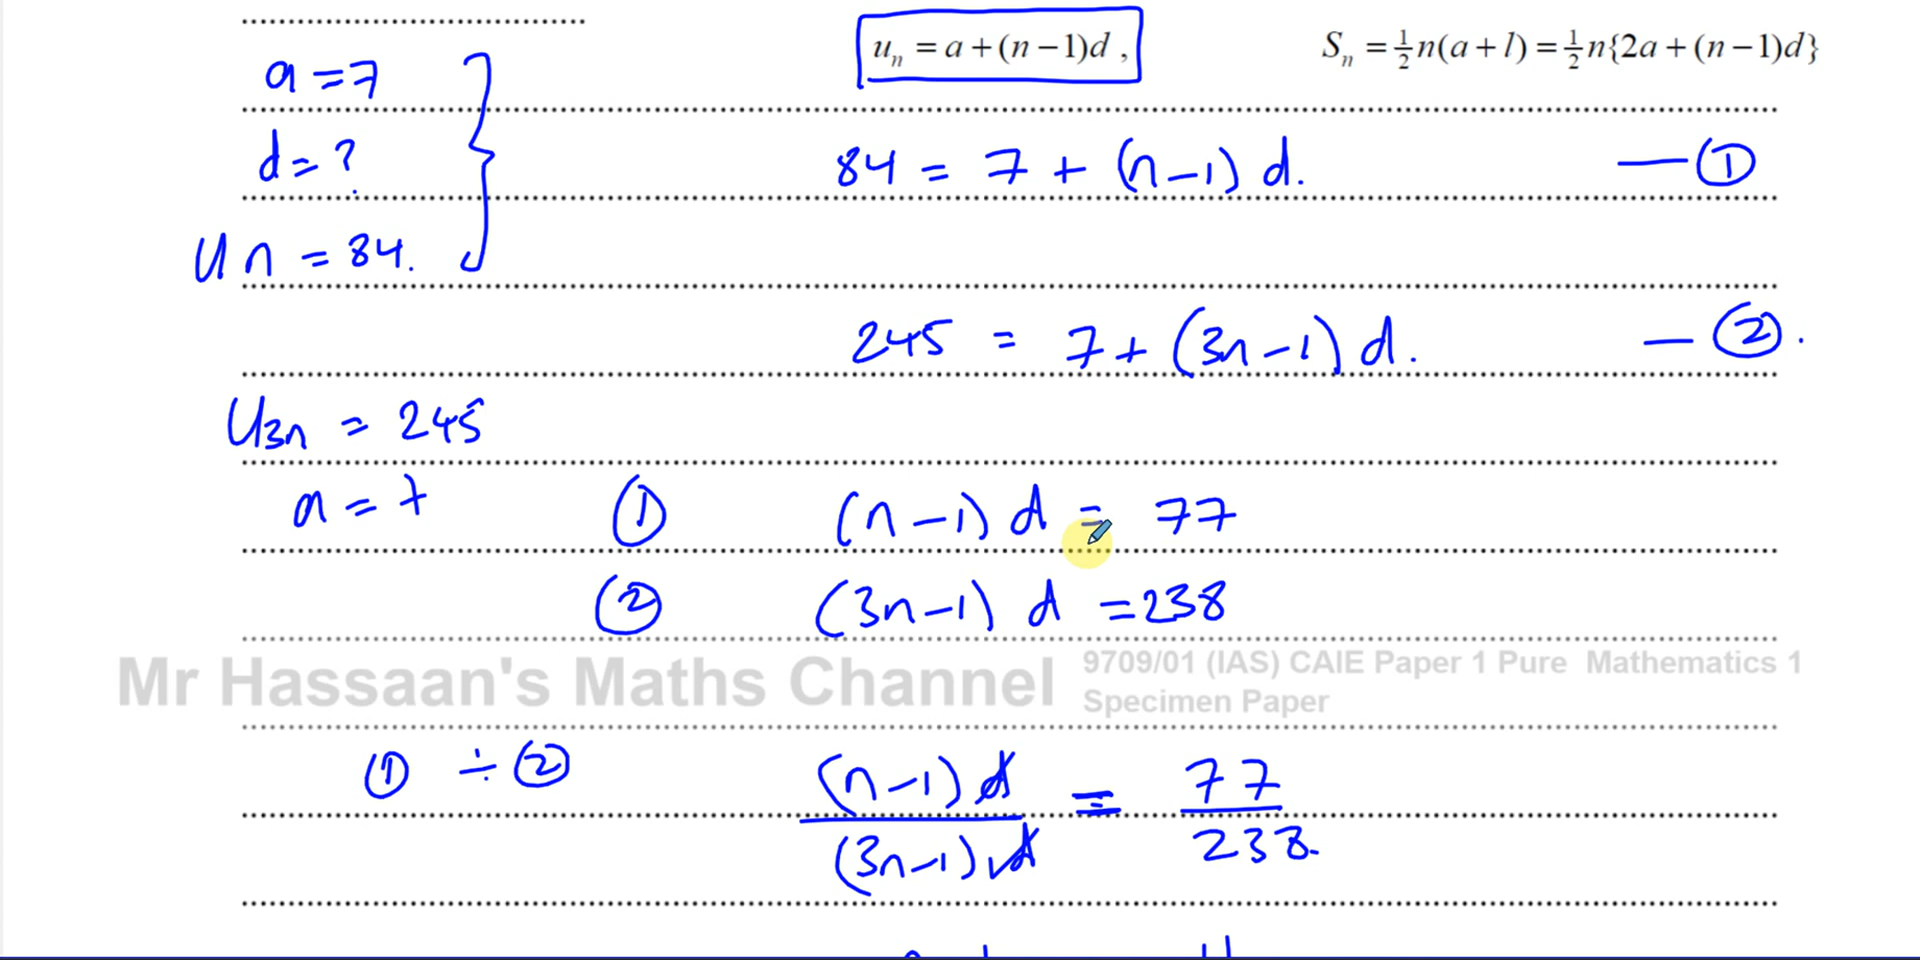 a = 7
u_n = a + (n − 1)d ,
S_n = ½n(a + l) = ½n{2a + (n − 1)d}
d = ?
84 = 7 + (n−1) d. — ①
Un = 84.
245 = 7 + (3n−1) d. — ②.
U3n = 245
a = 7
① (n−1) d = 77
② (3n−1) d = 238
Mr Hassaan's Maths Channel
9709/01 (IAS) CAIE Paper 1 Pure Mathematics 1
Specimen Paper
① ÷ ② (n−1) d / (3n−1) d = 77 / 238.